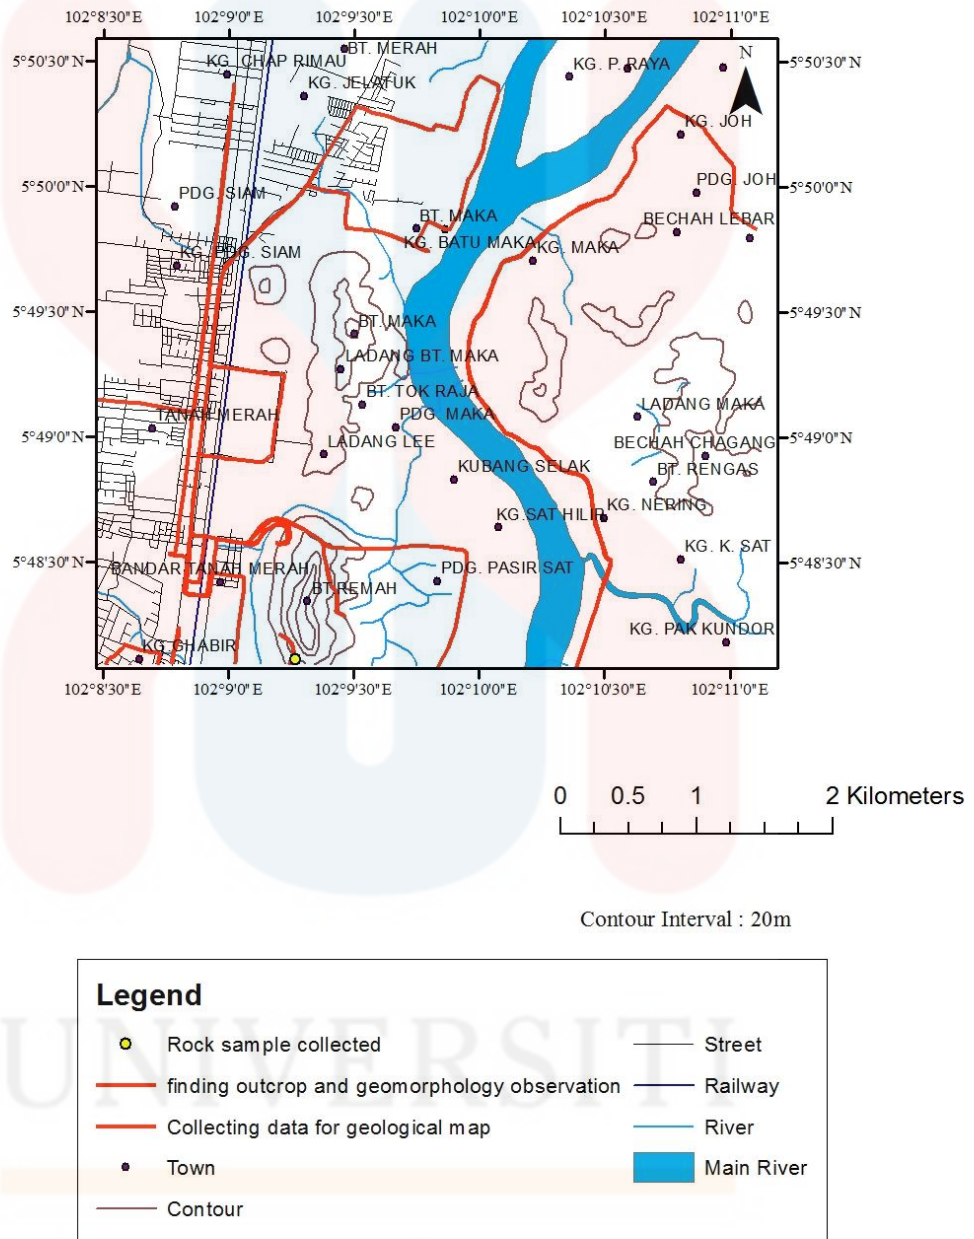 102°8'30"E 102°9'0"E 102°9'30"E 102°10'0"E 102°10'30"E 102°11'0"E
BT. MERAH
N
5°50'30"N KG. CHAP RIMAU KG. P. RAYA 5°50'30"N
KG. JELATUK
KG. JOH
5°50'0"N PDG. SIAM PDG. JOH 5°50'0"N
BT. MAKA BECHAH LEBAR
KG. BATU MAKA KG. MAKA
KG. PDG. SIAM
5°49'30"N BT. MAKA 5°49'30"N
LADANG BT. MAKA
BT. TOK RAJA
TANAH MERAH PDG. MAKA LADANG MAKA
5°49'0"N LADANG LEE BECHAH CHAGANG 5°49'0"N
KUBANG SELAK BT. RENGAS
KG.SAT HILIR KG. NERING
KG. K. SAT
5°48'30"N BANDAR TANAH MERAH PDG. PASIR SAT 5°48'30"N
BT.REMAH
KG. PAK KUNDOR
KG.GHABIR
102°8'30"E 102°9'0"E 102°9'30"E 102°10'0"E 102°10'30"E 102°11'0"E
0 0.5 1 2 Kilometers
Contour Interval : 20m
Legend
Rock sample collected
finding outcrop and geomorphology observation
Collecting data for geological map
Town
Contour
Street
Railway
River
Main River
UNIVERSITI